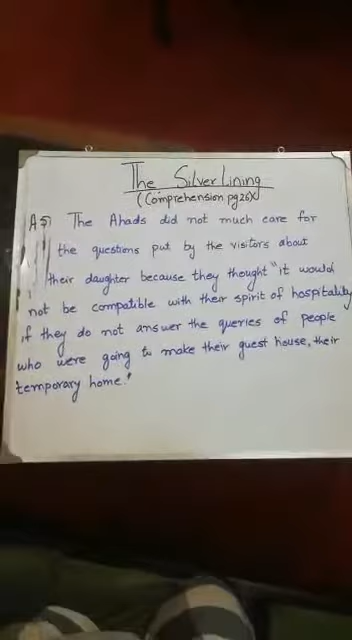 The Silver Lining
(Comprehension pg 26)
A5) The Ahads did not much care for
the questions put by the visitors about
their daughter because they thought "it would
not be compatible with their spirit of hospitality
if they do not answer the queries of people
who were going to make their guest house, their
temporary home."